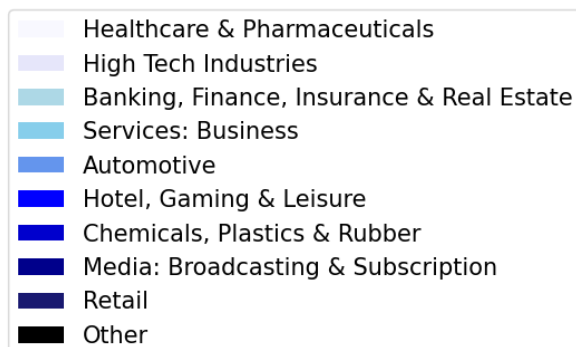 Healthcare & Pharmaceuticals
High Tech Industries
Banking, Finance, Insurance & Real Estate
Services: Business
Automotive
Hotel, Gaming & Leisure
Chemicals, Plastics & Rubber
Media: Broadcasting & Subscription
Retail
Other